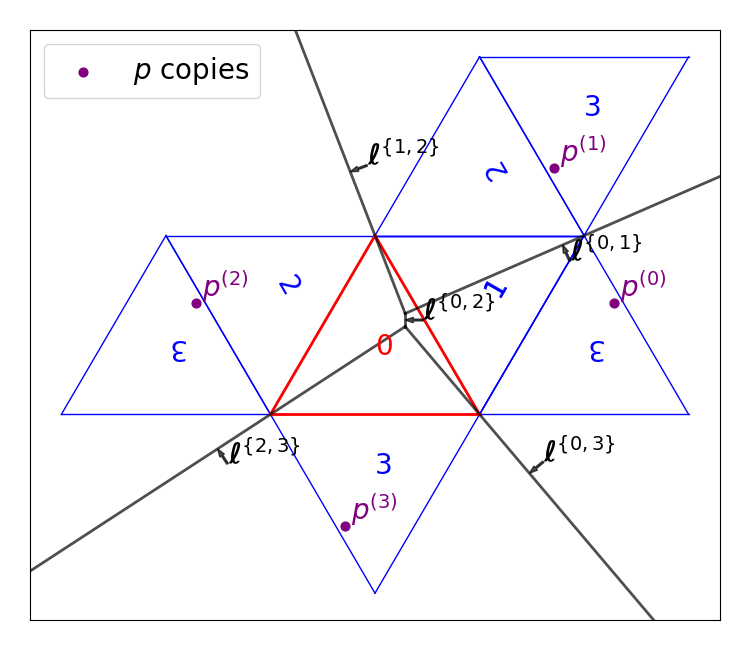 p copies
3
ℓ{1,2}
p(1)
2
ℓ{0,1}
2
p(2)
ℓ{0,2}
1
p(0)
0
3
3
ℓ{2,3}
3
ℓ{0,3}
p(3)